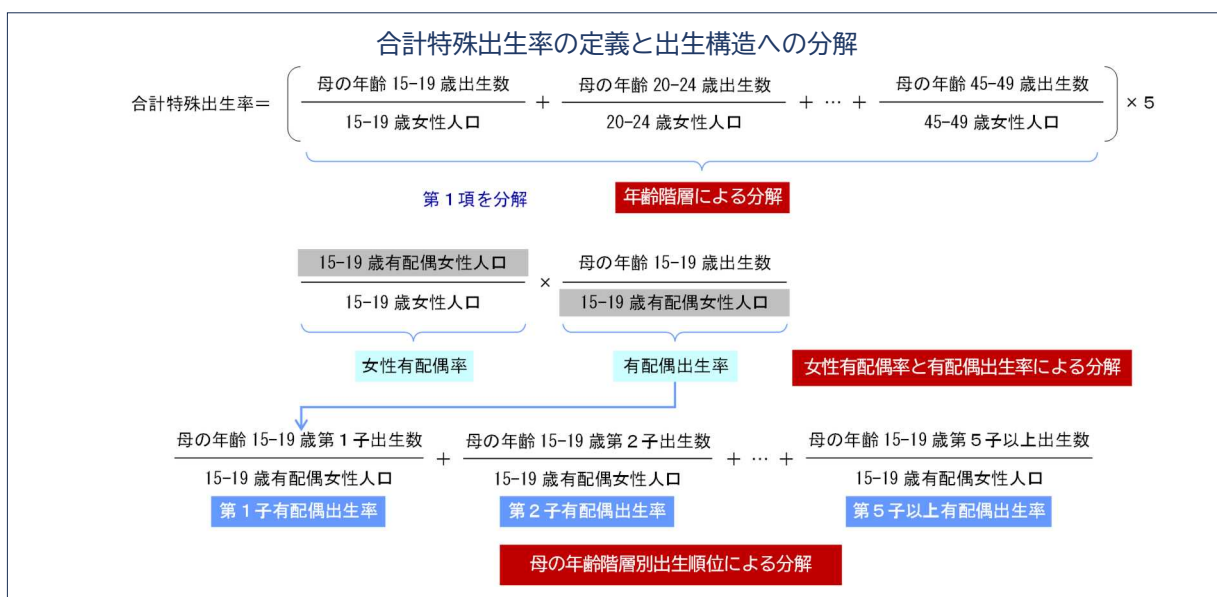 合計特殊出生率の定義と出生構造への分解
母の年齢 15-19 歳出生数 母の年齢 20-24 歳出生数 母の年齢 45-49 歳出生数
合計特殊出生率＝ + + … + × 5
15-19 歳女性人口 20-24 歳女性人口 45-49 歳女性人口
第１項を分解 年齢階層による分解
15-19 歳有配偶女性人口 母の年齢 15-19 歳出生数
×
15-19 歳女性人口 15-19 歳有配偶女性人口
女性有配偶率 有配偶出生率 女性有配偶率と有配偶出生率による分解
母の年齢 15-19 歳第１子出生数 母の年齢 15-19 歳第２子出生数 母の年齢 15-19 歳第５子以上出生数
+ + … +
15-19 歳有配偶女性人口 15-19 歳有配偶女性人口 15-19 歳有配偶女性人口
第１子有配偶出生率 第２子有配偶出生率 第５子以上有配偶出生率
母の年齢階層別出生順位による分解